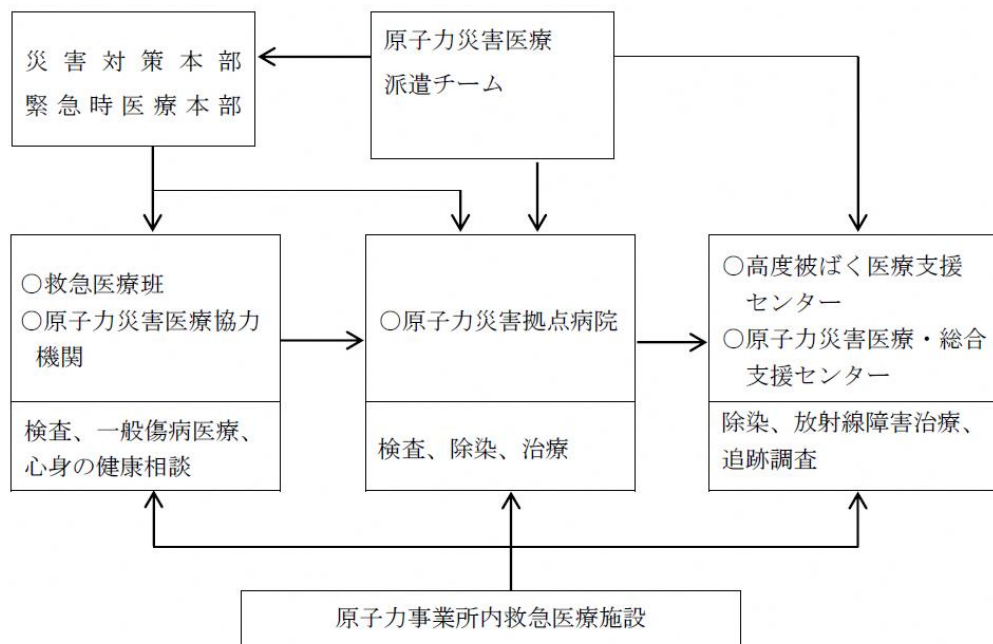 災害対策本部
緊急時医療本部
原子力災害医療
派遣チーム
○救急医療班
○原子力災害医療協力
機関
検査、一般傷病医療、
心身の健康相談
○原子力災害拠点病院
検査、除染、治療
○高度被ばく医療支援
センター
○原子力災害医療・総合
支援センター
除染、放射線障害治療、
追跡調査
原子力事業所内救急医療施設